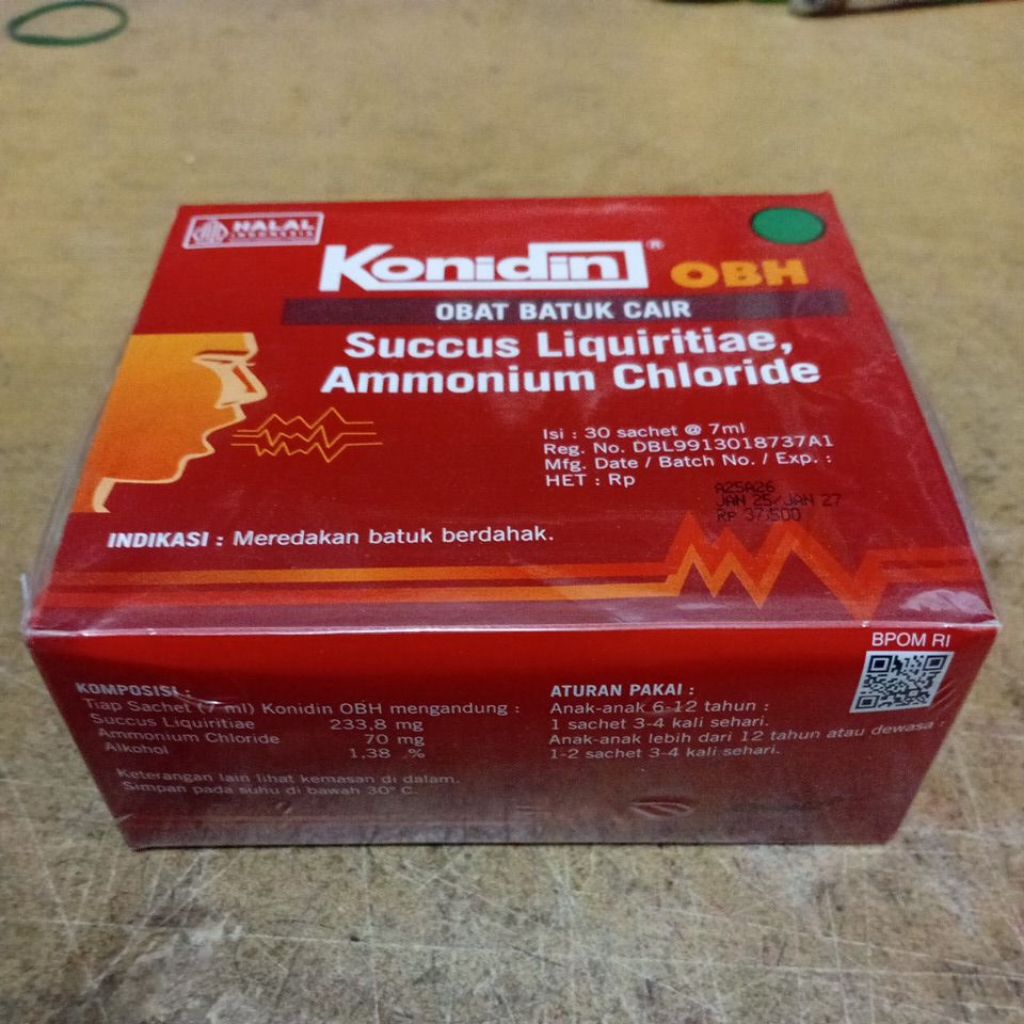 HALAL
INDONESIA
Konidin® OBH
OBAT BATUK CAIR
Succus Liquiritiae,
Ammonium Chloride
Isi : 30 sachet @ 7ml
Reg. No. DBL9913018737A1
Mfg. Date / Batch No. / Exp. :
HET : Rp
A25A26
JAN 25/JAN 27
RP 37.500
INDIKASI : Meredakan batuk berdahak.
BPOM RI
KOMPOSISI :
Tiap Sachet (7 ml) Konidin OBH mengandung :
Succus Liquiritiae 233,8 mg
Ammonium Chloride 70 mg
Alkohol 1,38 %
Keterangan lain lihat kemasan di dalam.
Simpan pada suhu di bawah 30° C.
ATURAN PAKAI :
Anak-anak 6-12 tahun :
1 sachet 3-4 kali sehari.
Anak-anak lebih dari 12 tahun atau dewasa :
1-2 sachet 3-4 kali sehari.